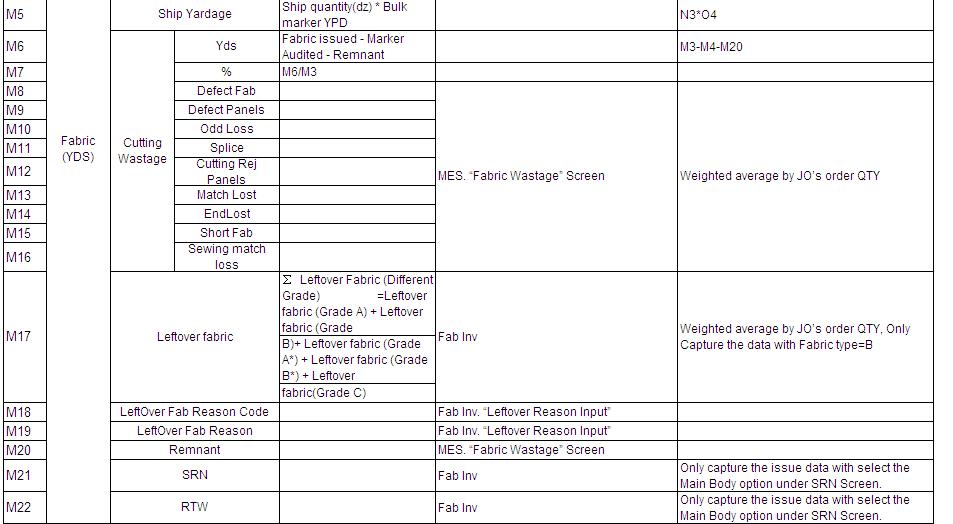 M5
Ship Yardage
Ship quantity(dz) * Bulk
marker YPD
N3*O4
M6
Yds
Fabric issued - Marker
Audited - Remnant
M3-M4-M20
M7
%
M6/M3
M8
Defect Fab
M9
Defect Panels
M10
Odd Loss
Fabric
(YDS)
Cutting
Wastage
M11
Splice
M12
Cutting Rej
Panels
MES. “Fabric Wastage” Screen
Weighted average by JO’s order QTY
M13
Match Lost
M14
EndLost
M15
Short Fab
M16
Sewing match
loss
M17
Leftover fabric
Σ Leftover Fabric (Different
Grade) =Leftover
fabric (Grade A) + Leftover
fabric (Grade
B)+ Leftover fabric (Grade
A*) + Leftover fabric (Grade
B*) + Leftover
fabric(Grade C)
Fab Inv
Weighted average by JO’s order QTY, Only
Capture the data with Fabric type=B
M18
LeftOver Fab Reason Code
Fab Inv. “Leftover Reason Input”
M19
LeftOver Fab Reason
Fab Inv. “Leftover Reason Input”
M20
Remnant
MES. “Fabric Wastage” Screen
M21
SRN
Fab Inv
Only capture the issue data with select the
Main Body option under SRN Screen.
M22
RTW
Fab Inv
Only capture the issue data with select the
Main Body option under SRN Screen.